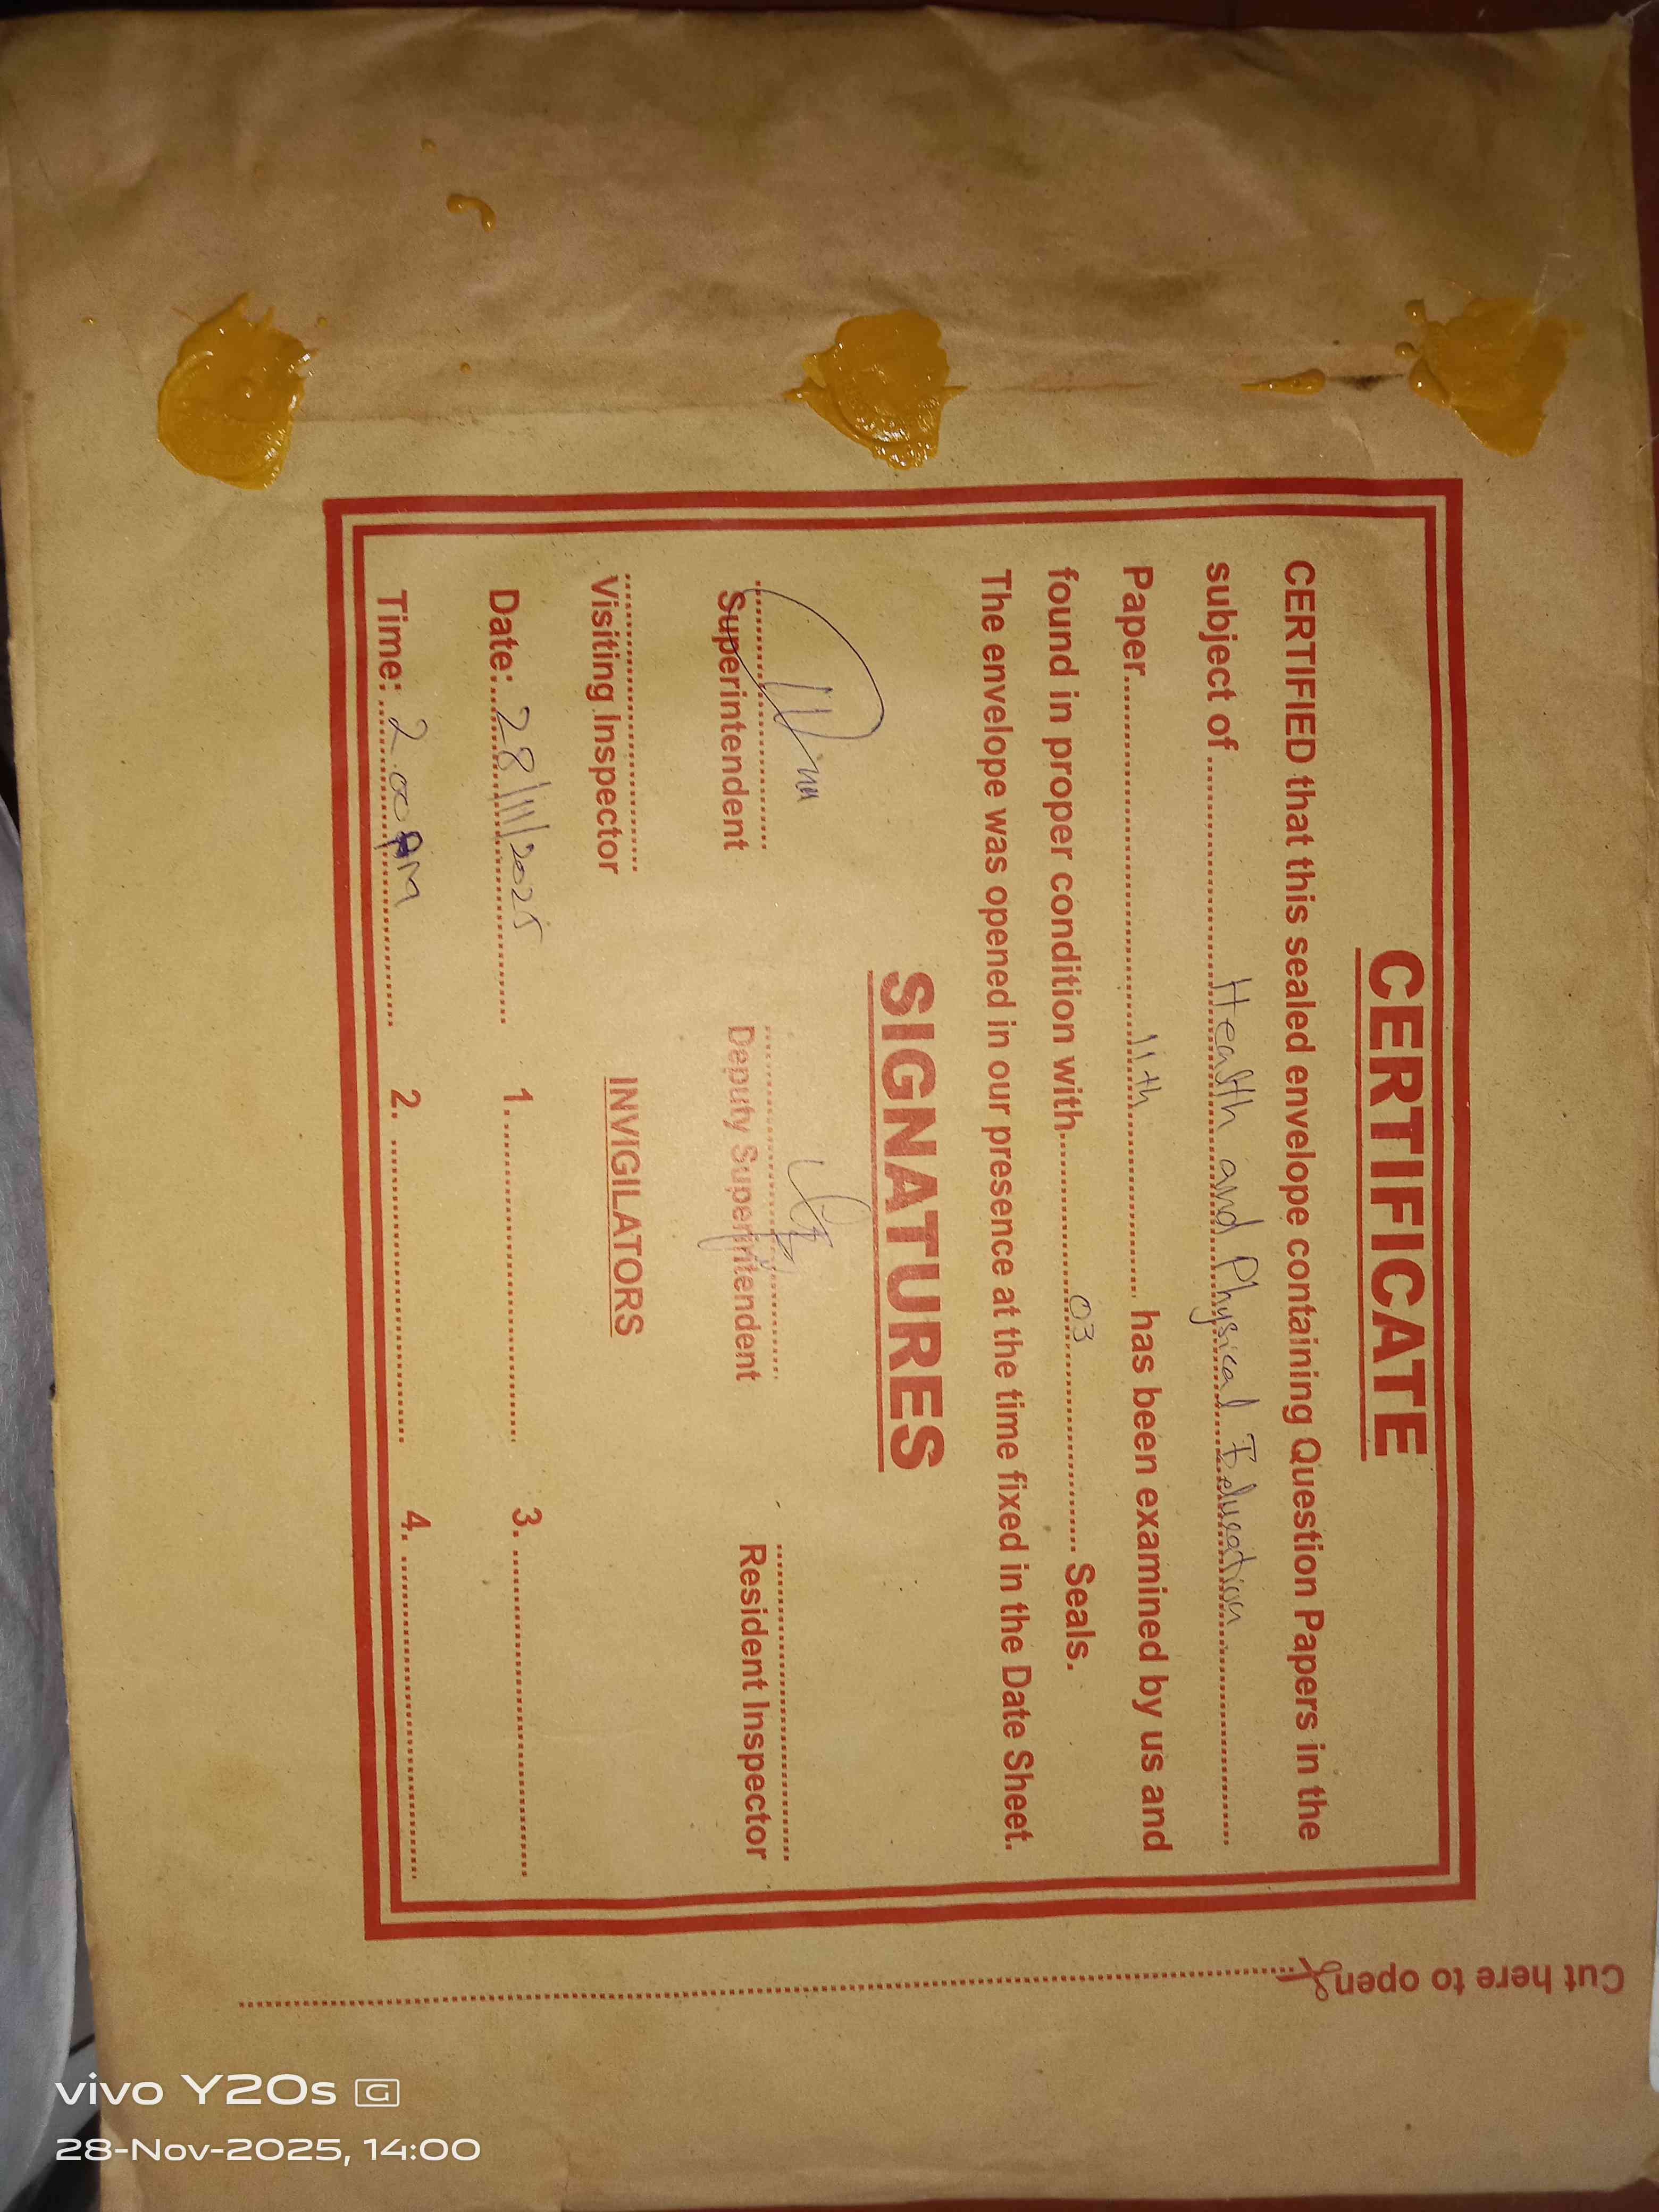 CERTIFICATE
CERTIFIED that this sealed envelope containing Question Papers in the
subject of .......... Health and Physical Education ..........
Paper .......... 11th .......... has been examined by us and
found in proper condition with .......... 03 .......... Seals.
The envelope was opened in our presence at the time fixed in the Date Sheet.
SIGNATURES
Superintendent Deputy Superintendent Resident Inspector
Visiting Inspector INVIGILATORS
Date: 28/11/2025 1. .......... 3. ..........
Time: 2.00 2. .......... 4. ..........
Cut here to open
vivo Y20s G
28-Nov-2025, 14:00